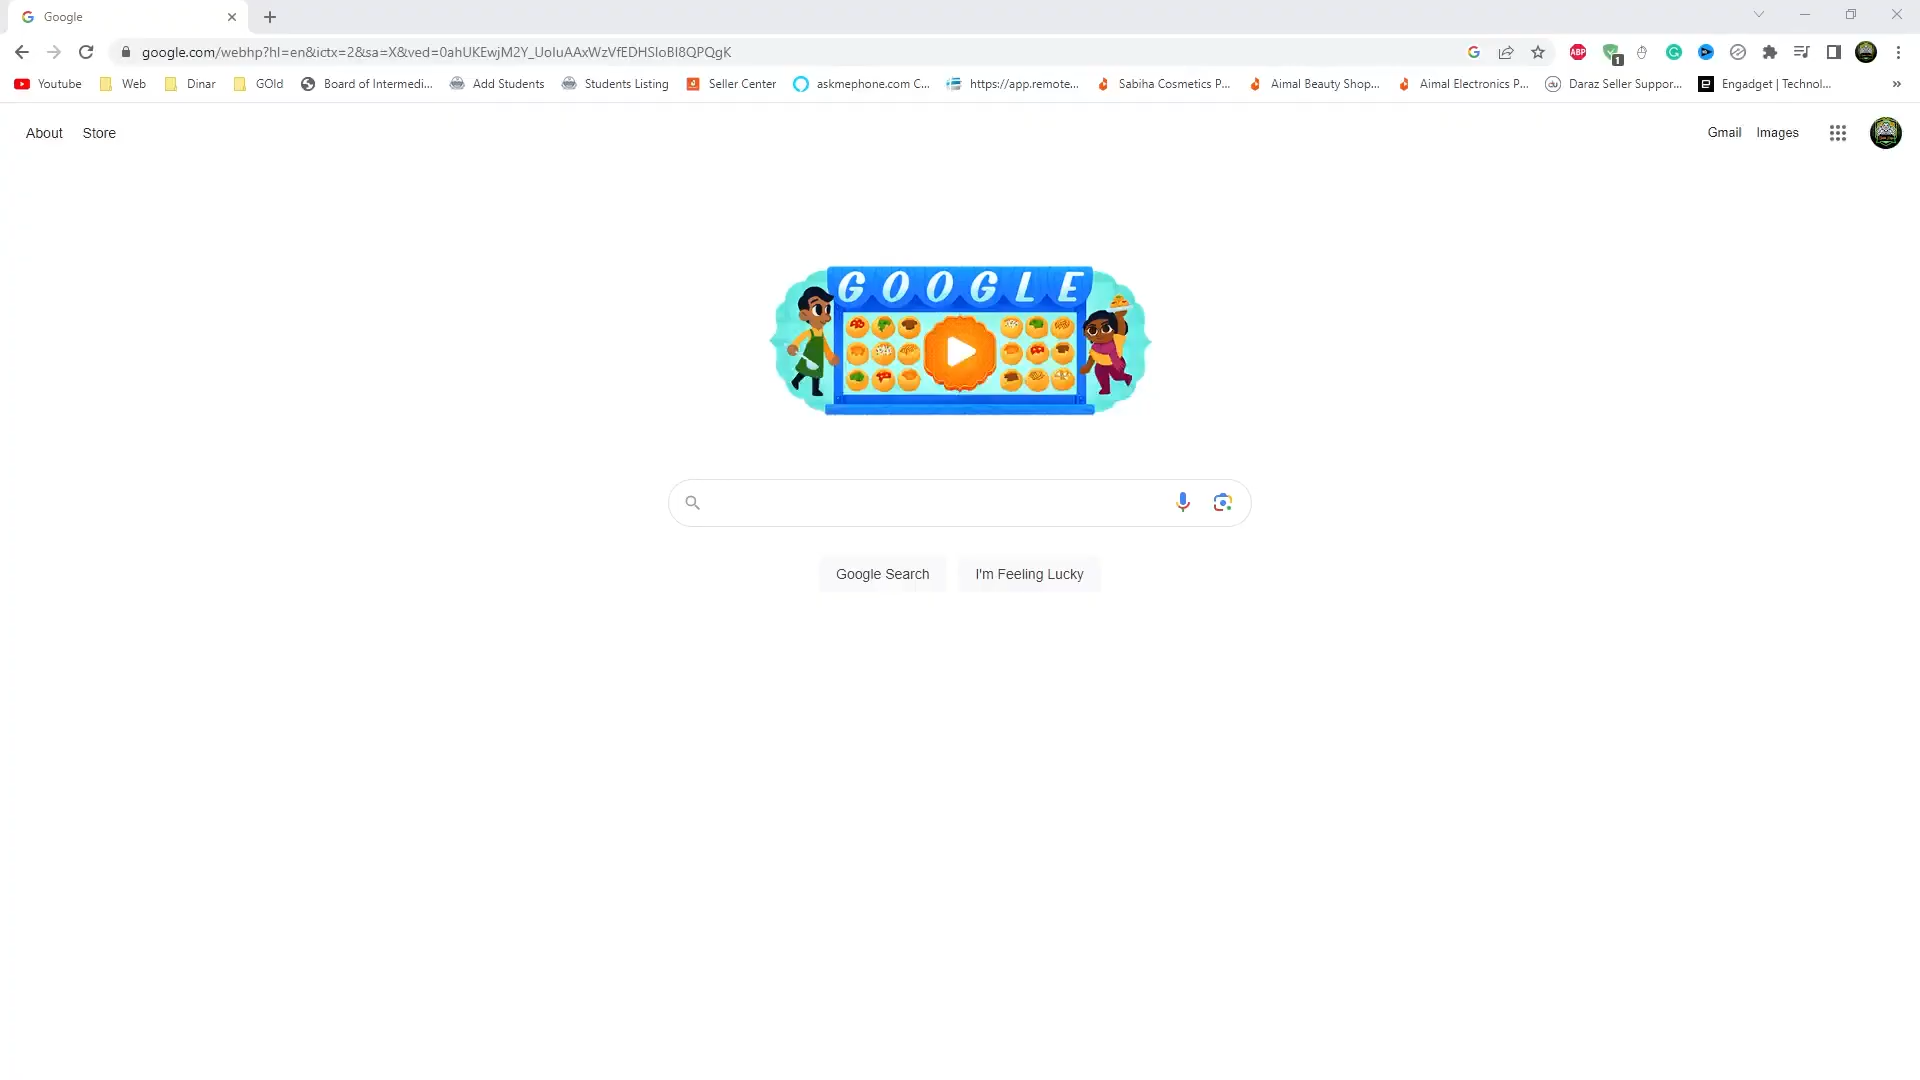 Google
google.com/webhp?hl=en&ictx=2&sa=X&ved=0ahUKEwjM2Y_UoIuAAxWzVfEDHSIoBI8QPQgK
ABP
1
Youtube Web Dinar GOld Board of Intermedi... Add Students Students Listing Seller Center askmephone.com C... https://app.remote... Sabiha Cosmetics P... Aimal Beauty Shop... Aimal Electronics P... Daraz Seller Suppor... Engadget | Technol... »
About Store Gmail Images
GOOGLE
Google Search I'm Feeling Lucky